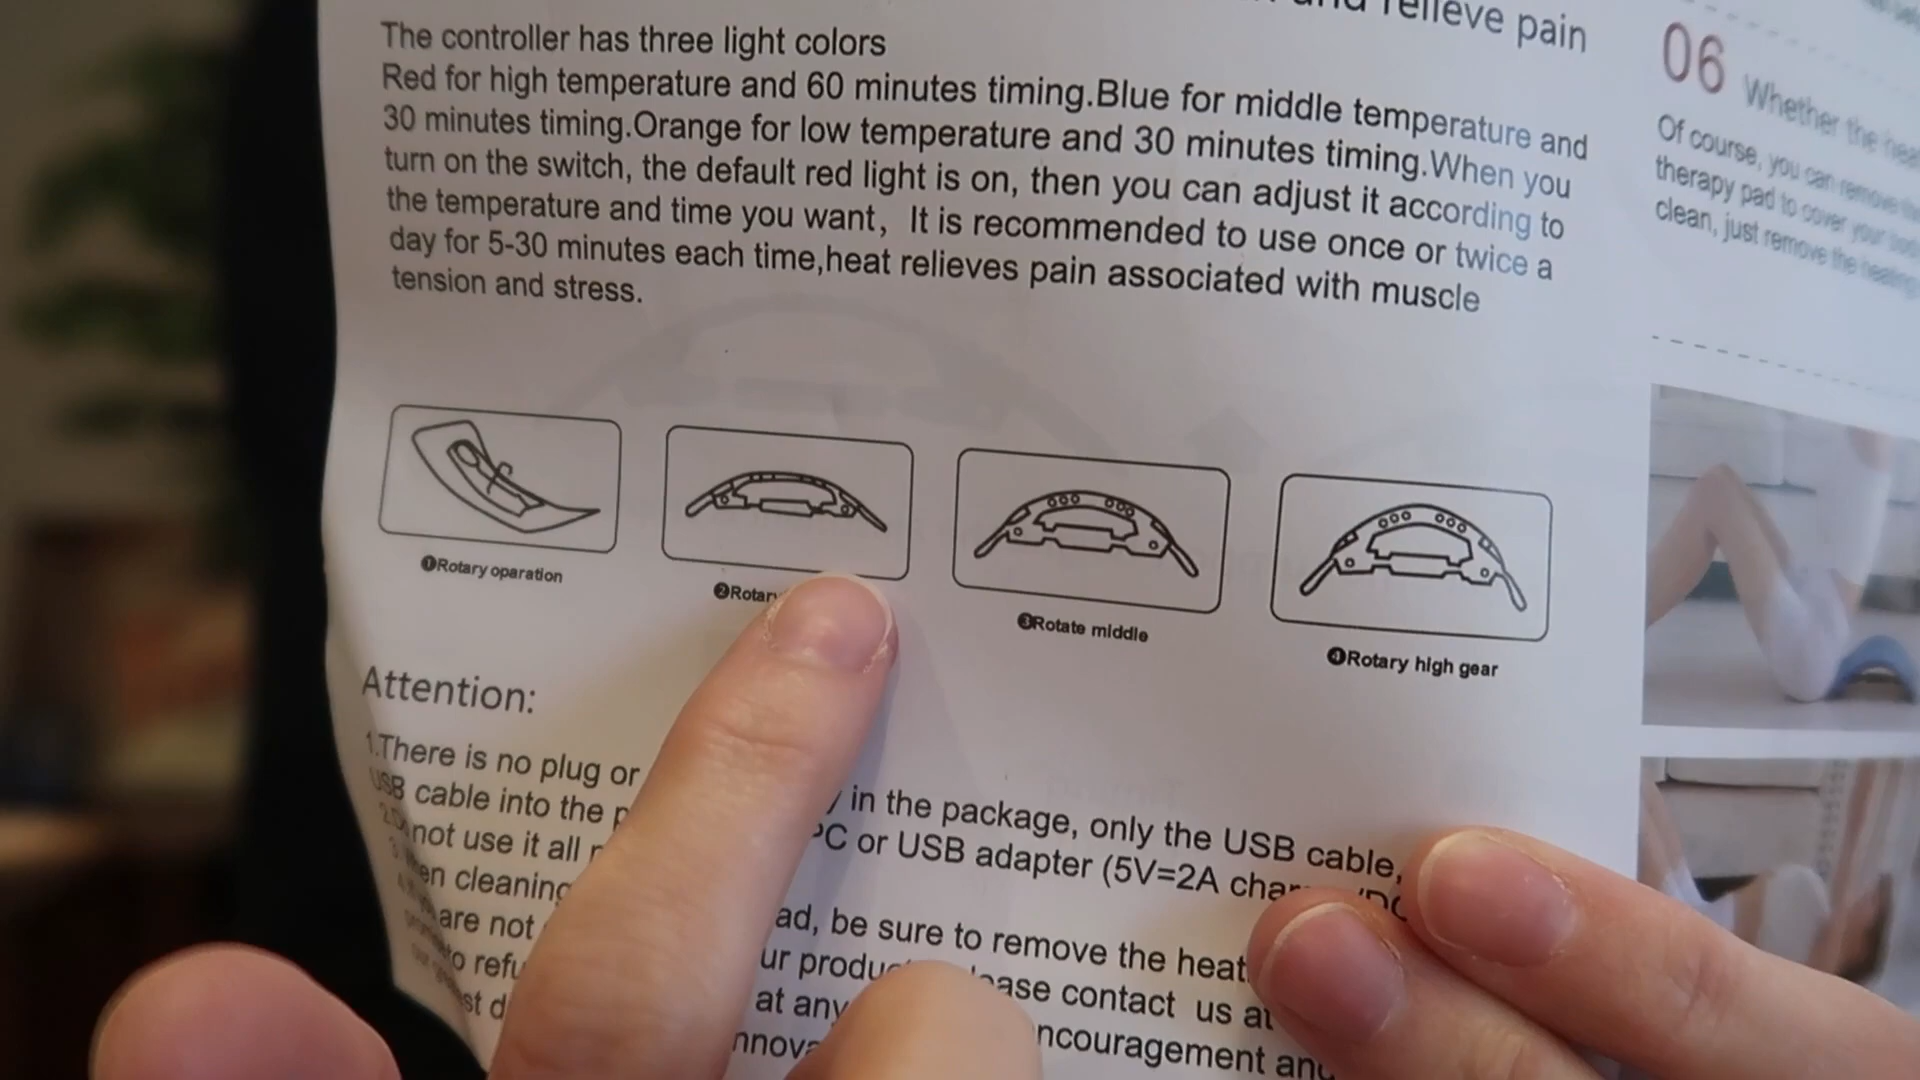 and relieve pain
The controller has three light colors
Red for high temperature and 60 minutes timing.Blue for middle temperature and
30 minutes timing.Orange for low temperature and 30 minutes timing.When you
turn on the switch, the default red light is on, then you can adjust it according to
the temperature and time you want, It is recommended to use once or twice a
day for 5-30 minutes each time,heat relieves pain associated with muscle
tension and stress.
❶Rotary oparation
❷Rotary
❸Rotate middle
❹Rotary high gear
Attention:
1.There is no plug or in the package, only the USB cable,
USB cable into the PC or USB adapter (5V=2A
not use it all
cleaning be sure to remove the
are not please contact us at
at any
encouragement and
06 Whether the
Of course, you can remove the
therapy pad to cover your body
clean, just remove the heating